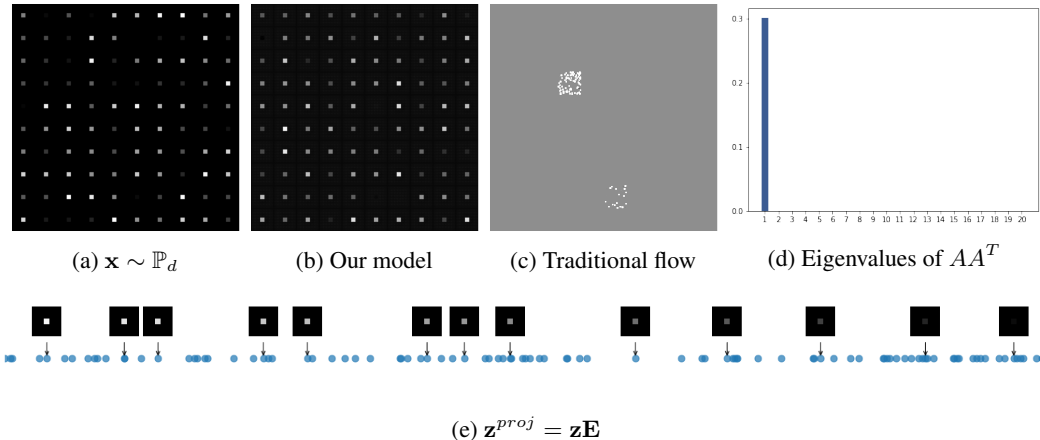 0.3
0.2
0.1
0.0
1 2 3 4 5 6 7 8 9 10 11 12 13 14 15 16 17 18 19 20
(a) x ∼ ℙ_d
(b) Our model
(c) Traditional flow
(d) Eigenvalues of AA^T
(e) z^{proj} = zE